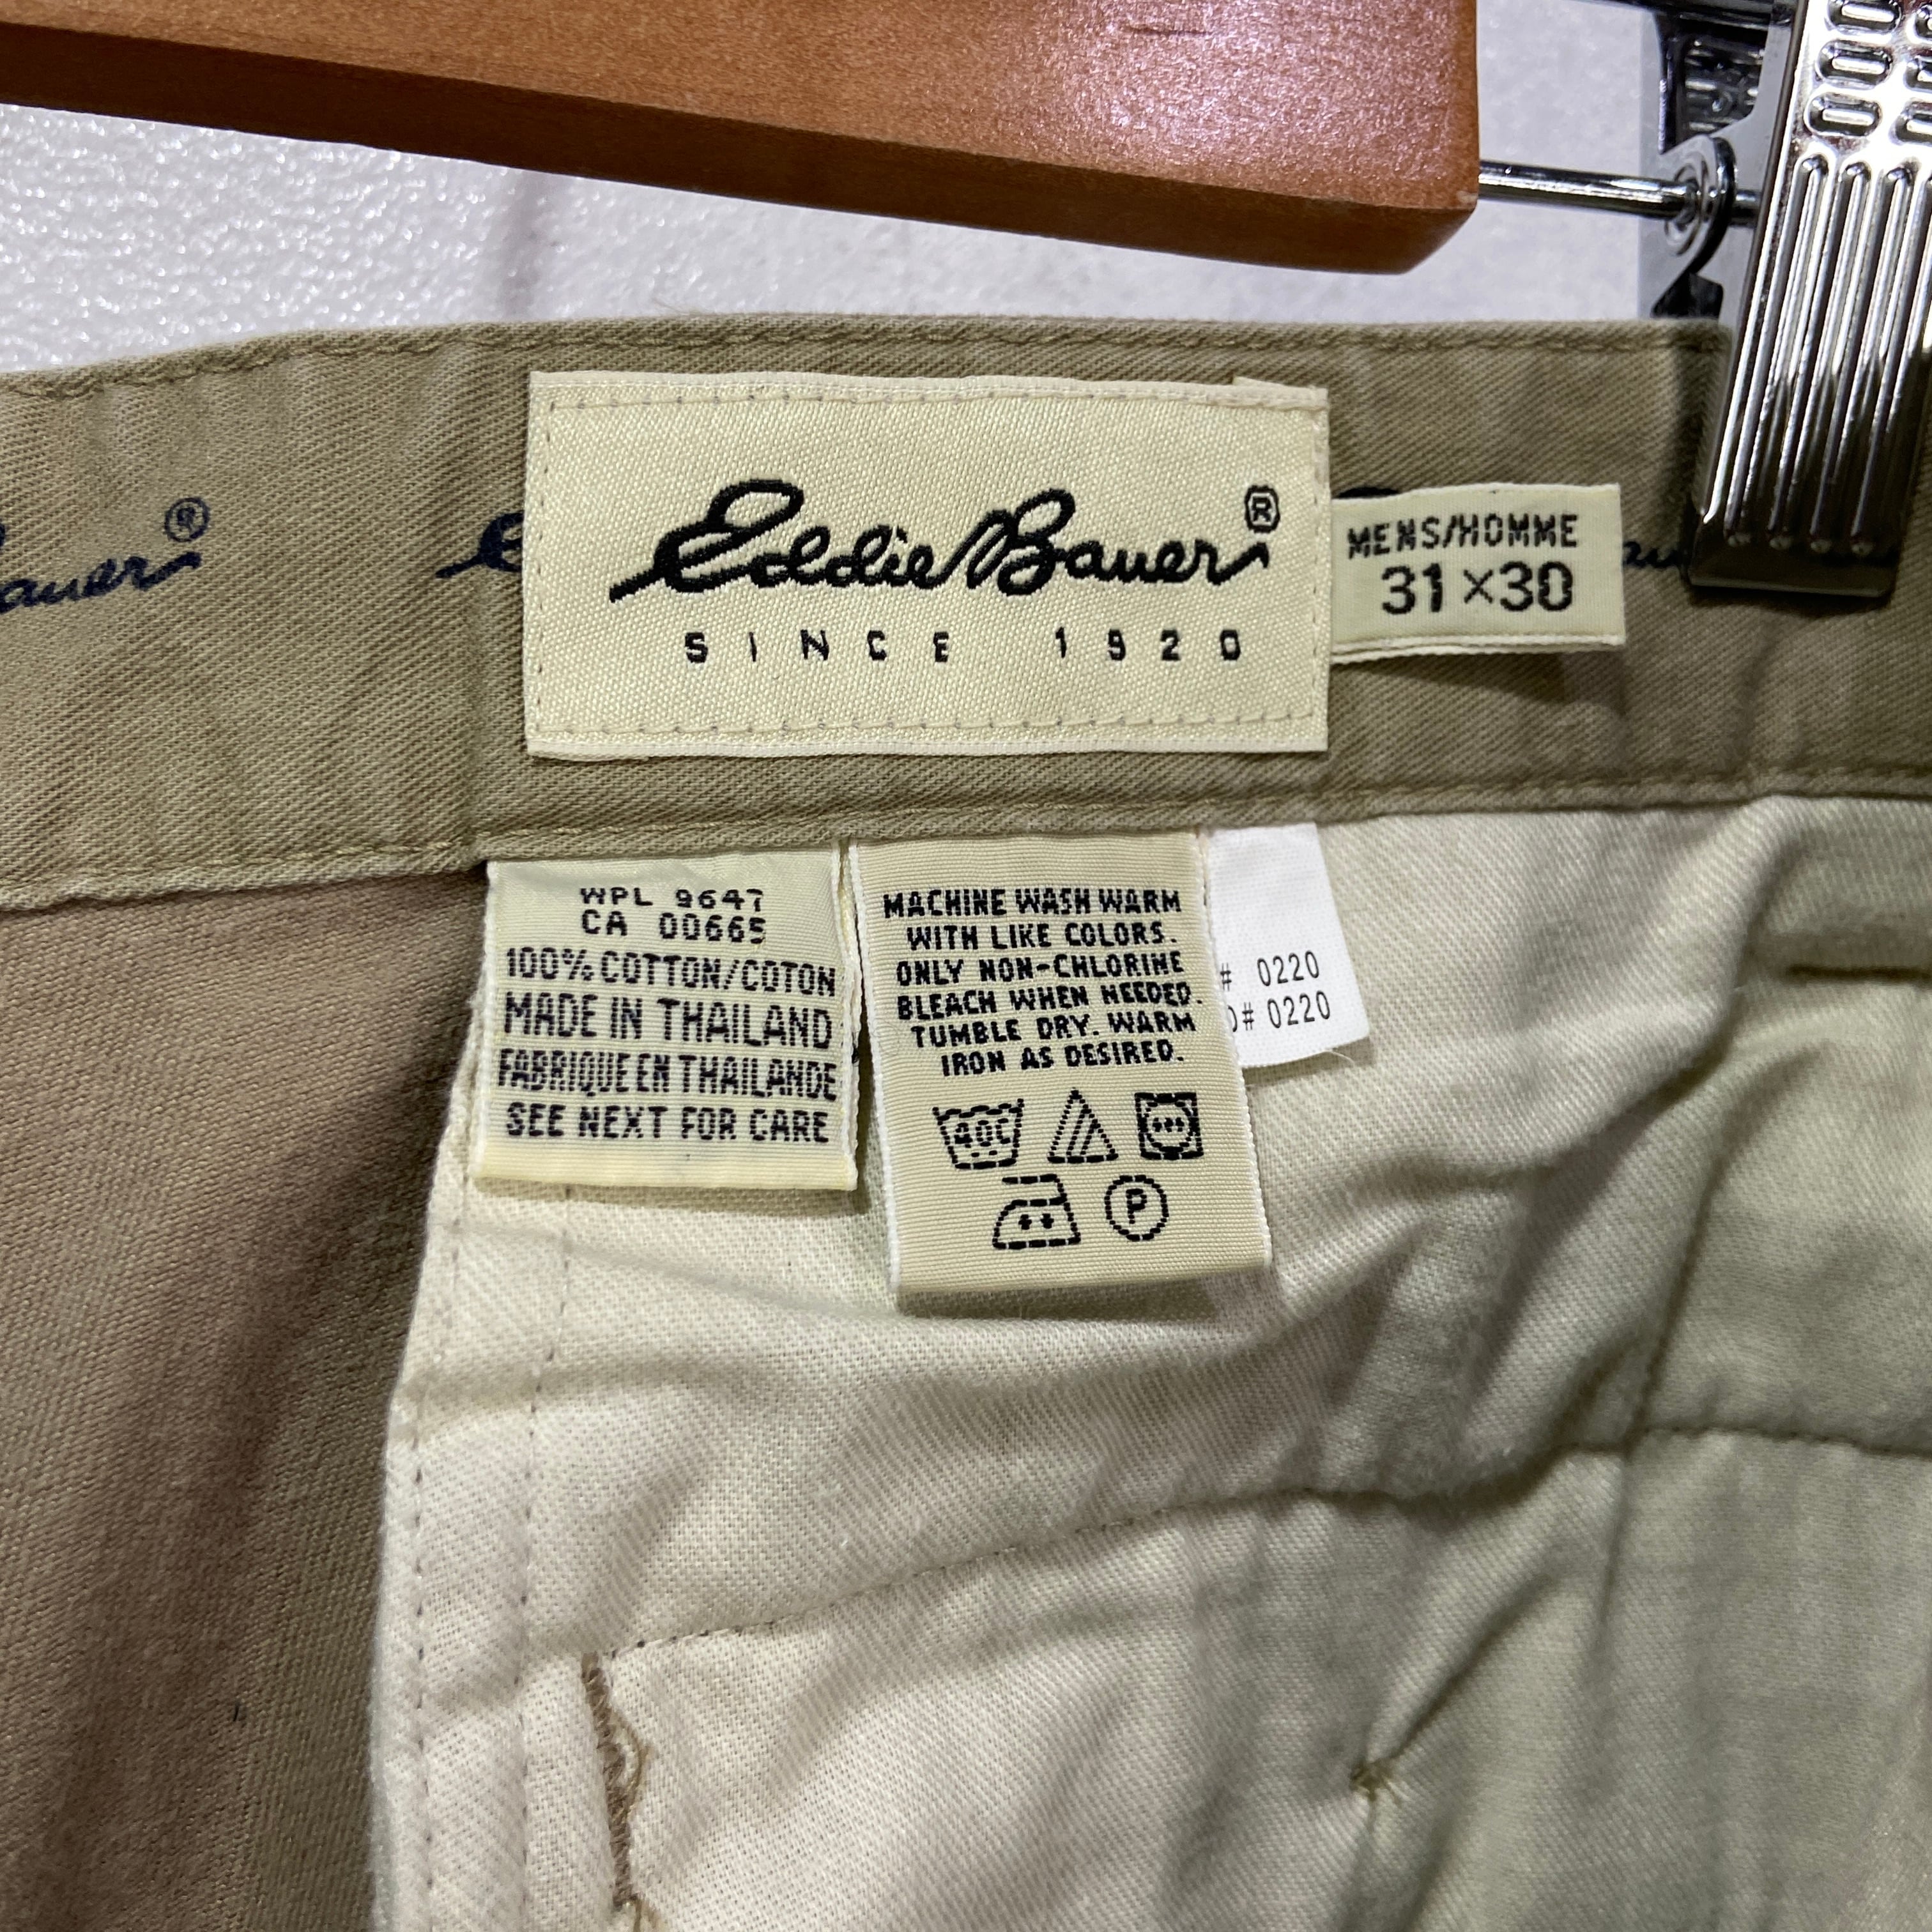 Eddie Bauer®
SINCE 1920
MENS/HOMME
31×30
auer®
WPL 9647
CA 00665
100% COTTON/COTON
MADE IN THAILAND
FABRIQUE EN THAILANDE
SEE NEXT FOR CARE
MACHINE WASH WARM
WITH LIKE COLORS.
ONLY NON-CHLORINE
BLEACH WHEN NEEDED.
TUMBLE DRY. WARM
IRON AS DESIRED.
40C
P
# 0220
# 0220